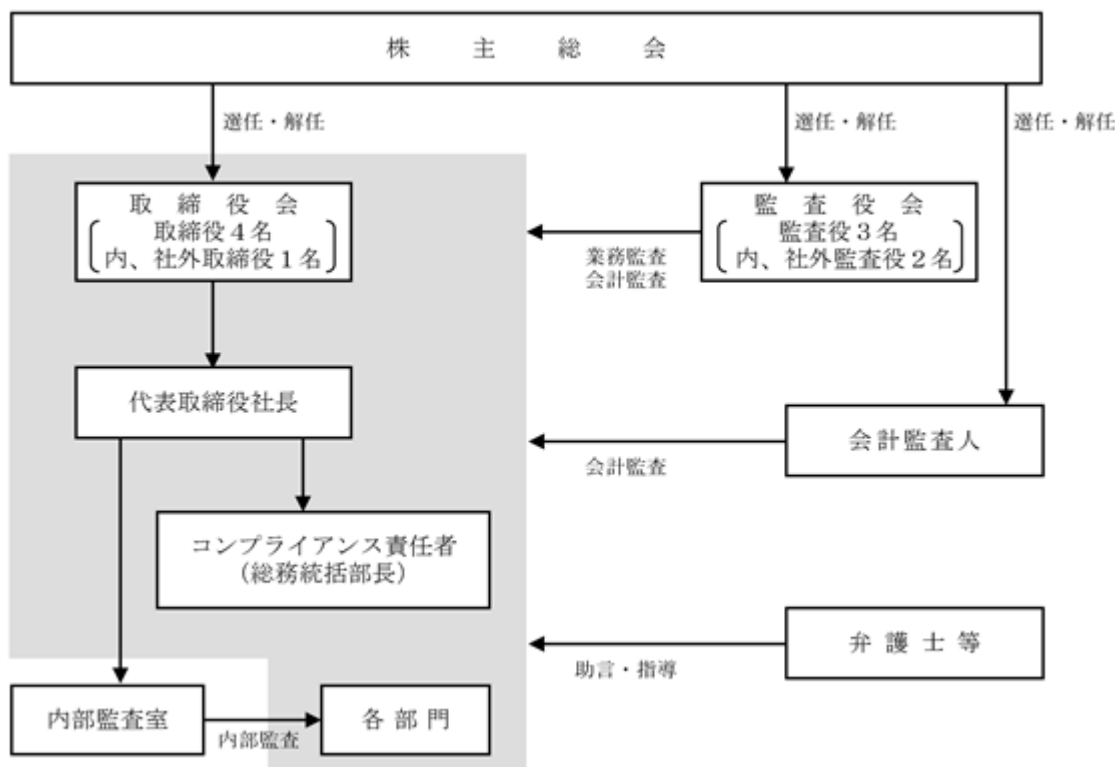 株主総会
選任・解任
選任・解任
選任・解任
取締役会
取締役4名
内、社外取締役1名
監査役会
監査役3名
内、社外監査役2名
業務監査
会計監査
代表取締役社長
会計監査人
会計監査
コンプライアンス責任者
(総務統括部長)
弁護士等
助言・指導
内部監査室
内部監査
各部門